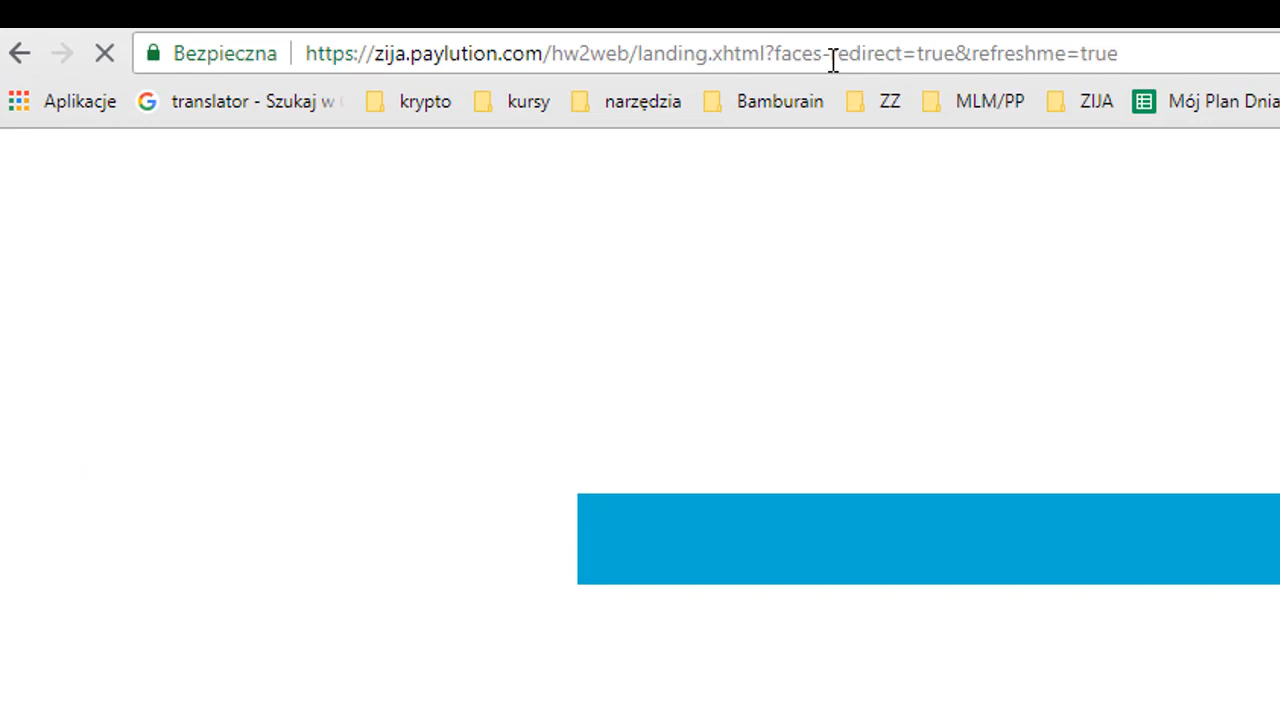 Bezpieczna https://zija.paylution.com/hw2web/landing.xhtml?faces-redirect=true&refreshme=true
Aplikacje translator - Szukaj w krypto kursy narzędzia Bamburain ZZ MLM/PP ZIJA Mój Plan Dnia